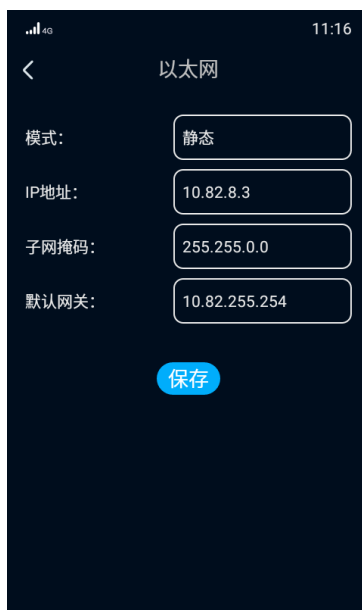 4G 11:16
以太网
模式： 静态
IP地址： 10.82.8.3
子网掩码： 255.255.0.0
默认网关： 10.82.255.254
保存